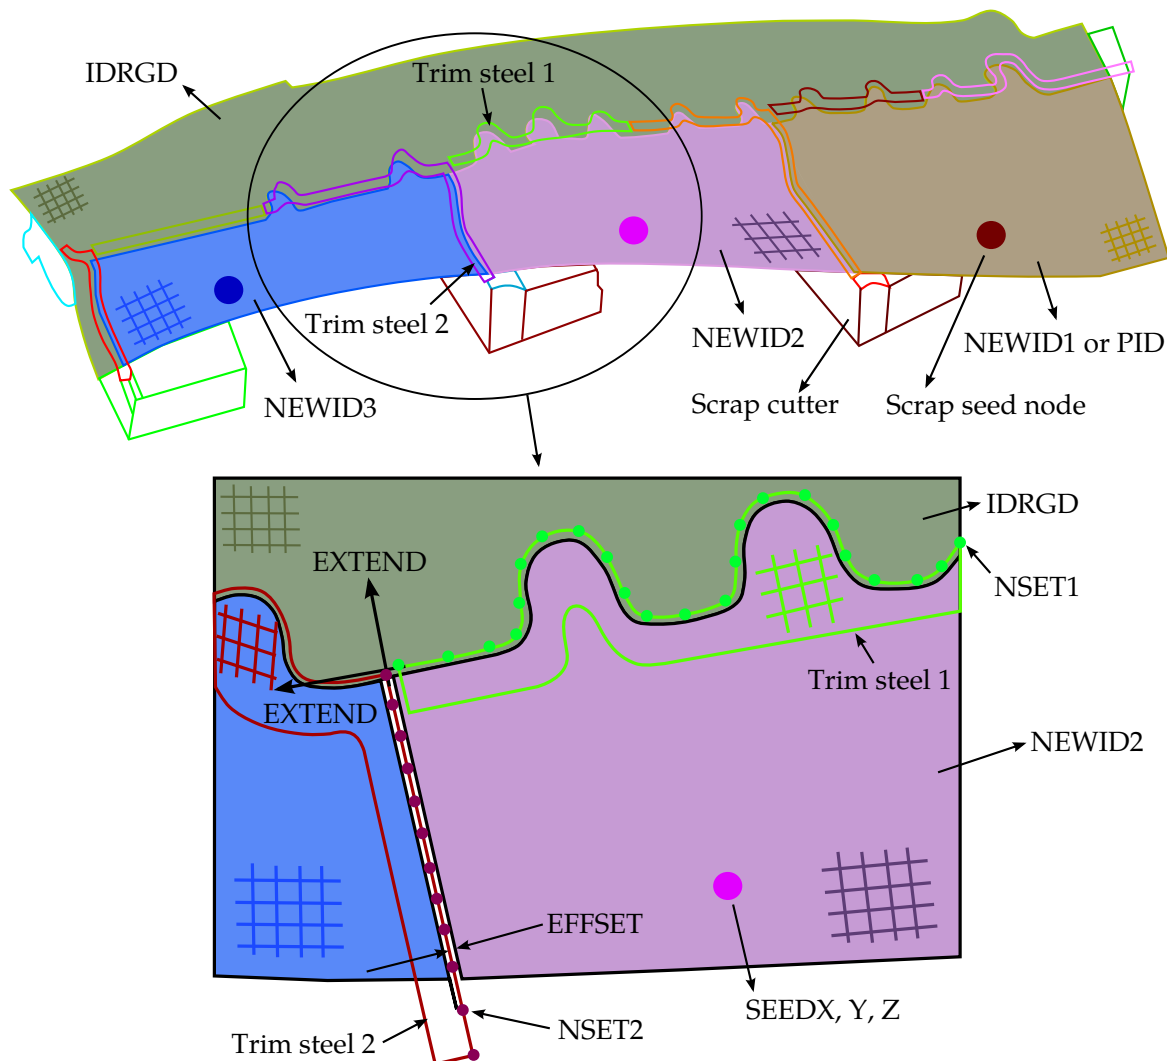 IDRGD
Trim steel 1
Trim steel 2
NEWID2
NEWID1 or PID
NEWID3
Scrap cutter
Scrap seed node
IDRGD
EXTEND
NSET1
Trim steel 1
EXTEND
NEWID2
EFFSET
SEEDX, Y, Z
NSET2
Trim steel 2